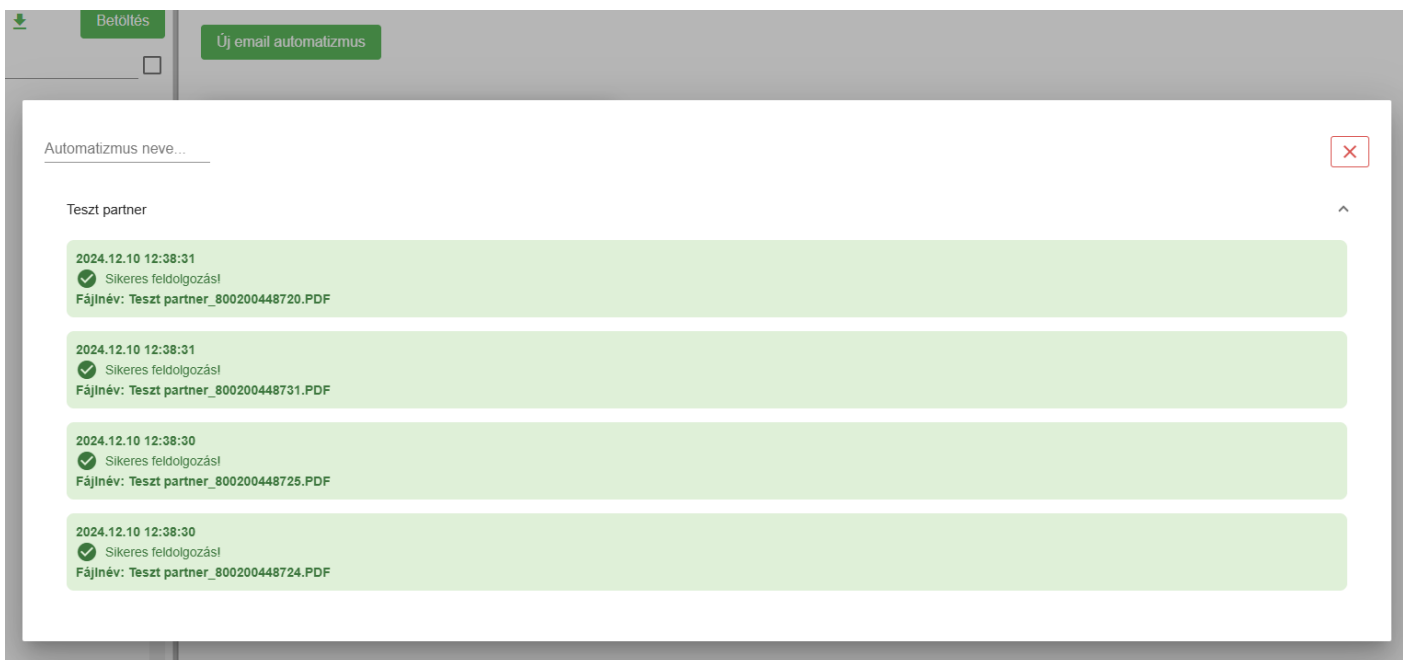 Betöltés
Új email automatizmus
Automatizmus neve...
Teszt partner
2024.12.10 12:38:31
Sikeres feldolgozás!
Fájlnév: Teszt partner_800200448720.PDF
2024.12.10 12:38:31
Sikeres feldolgozás!
Fájlnév: Teszt partner_800200448731.PDF
2024.12.10 12:38:30
Sikeres feldolgozás!
Fájlnév: Teszt partner_800200448725.PDF
2024.12.10 12:38:30
Sikeres feldolgozás!
Fájlnév: Teszt partner_800200448724.PDF